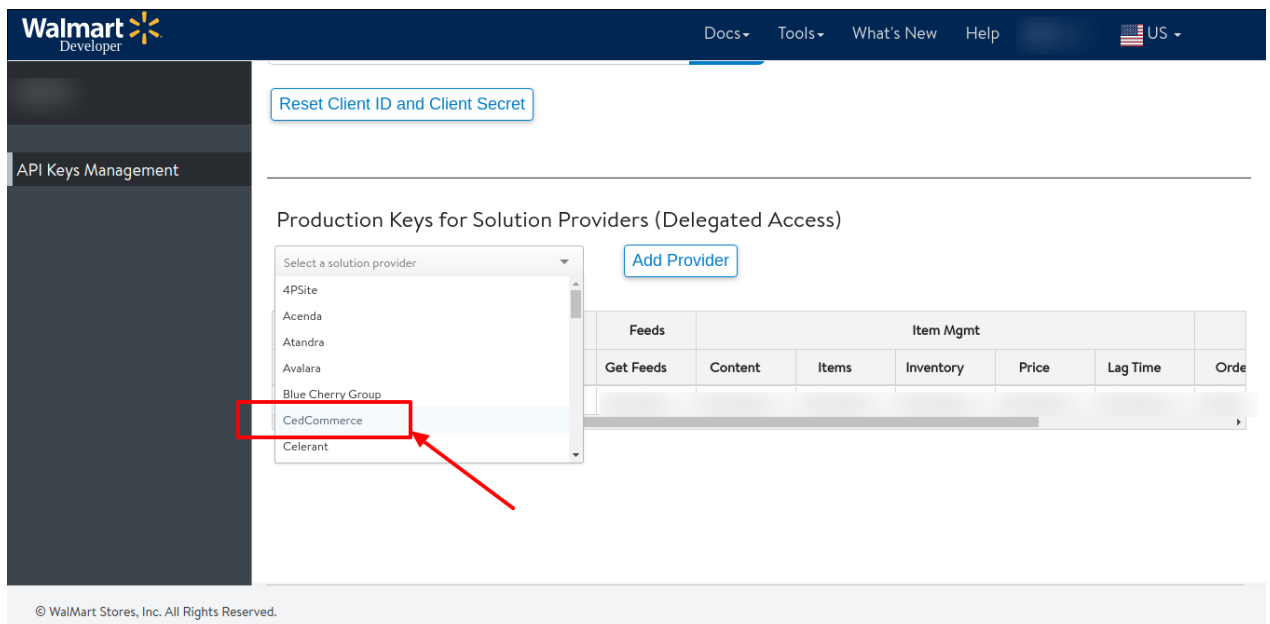 Walmart
Developer
Docs Tools What's New Help US
Reset Client ID and Client Secret
API Keys Management
Production Keys for Solution Providers (Delegated Access)
Select a solution provider
Add Provider
4PSite
Acenda
Atandra
Avalara
Blue Cherry Group
CedCommerce
Celerant
Feeds Item Mgmt
Get Feeds Content Items Inventory Price Lag Time Orde
© WalMart Stores, Inc. All Rights Reserved.